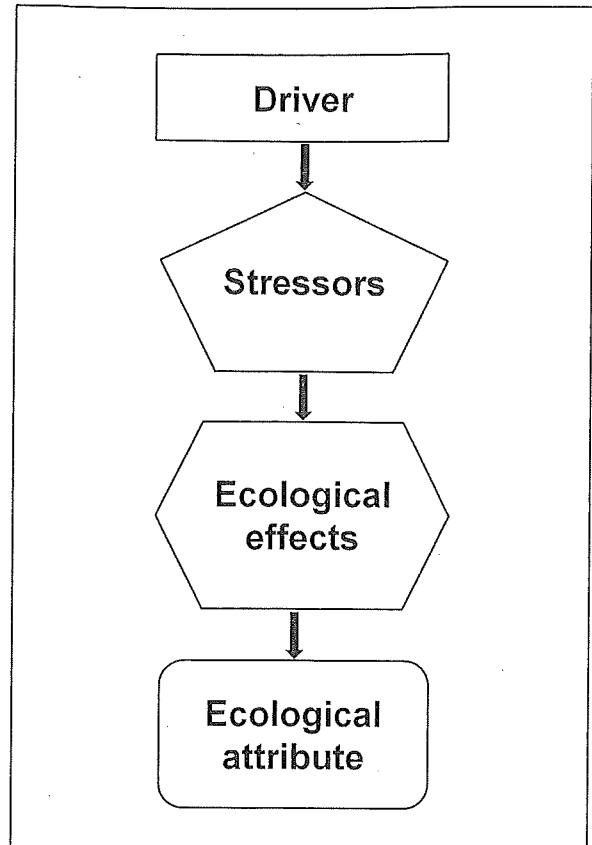 Driver
Stressors
Ecological
effects
Ecological
attribute